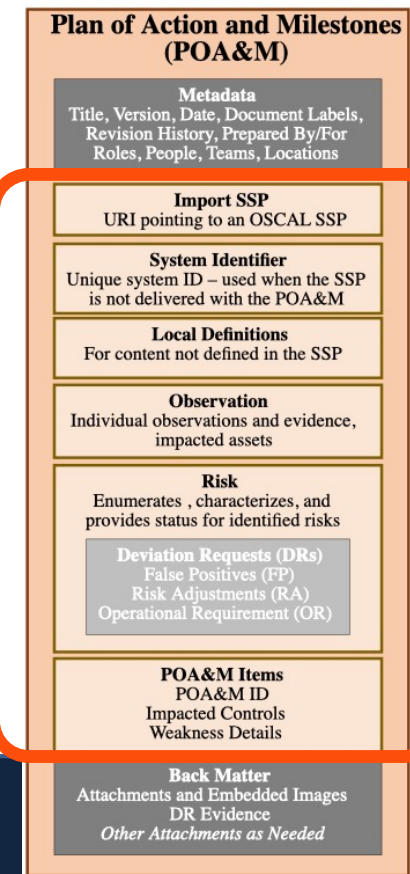 Plan of Action and Milestones
(POA&M)
Metadata
Title, Version, Date, Document Labels,
Revision History, Prepared By/For
Roles, People, Teams, Locations
Import SSP
URI pointing to an OSCAL SSP
System Identifier
Unique system ID – used when the SSP
is not delivered with the POA&M
Local Definitions
For content not defined in the SSP
Observation
Individual observations and evidence,
impacted assets
Risk
Enumerates , characterizes, and
provides status for identified risks
Deviation Requests (DRs)
False Positives (FP)
Risk Adjustments (RA)
Operational Requirement (OR)
POA&M Items
POA&M ID
Impacted Controls
Weakness Details
Back Matter
Attachments and Embedded Images
DR Evidence
Other Attachments as Needed